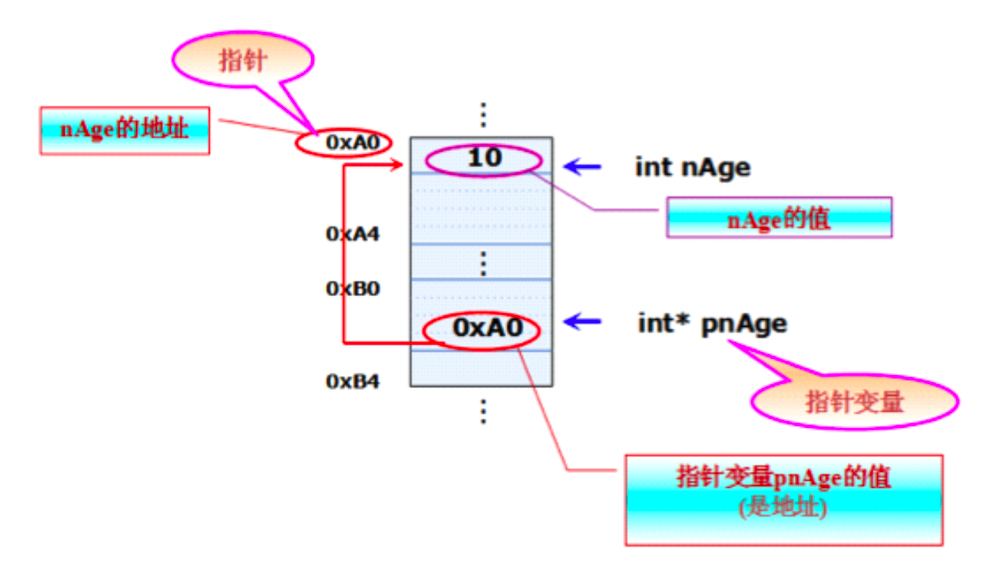 指针
nAge的地址
0xA0
10
int nAge
nAge的值
0xA4
0xB0
0xA0
int* pnAge
0xB4
指针变量
指针变量pnAge的值
(是地址)